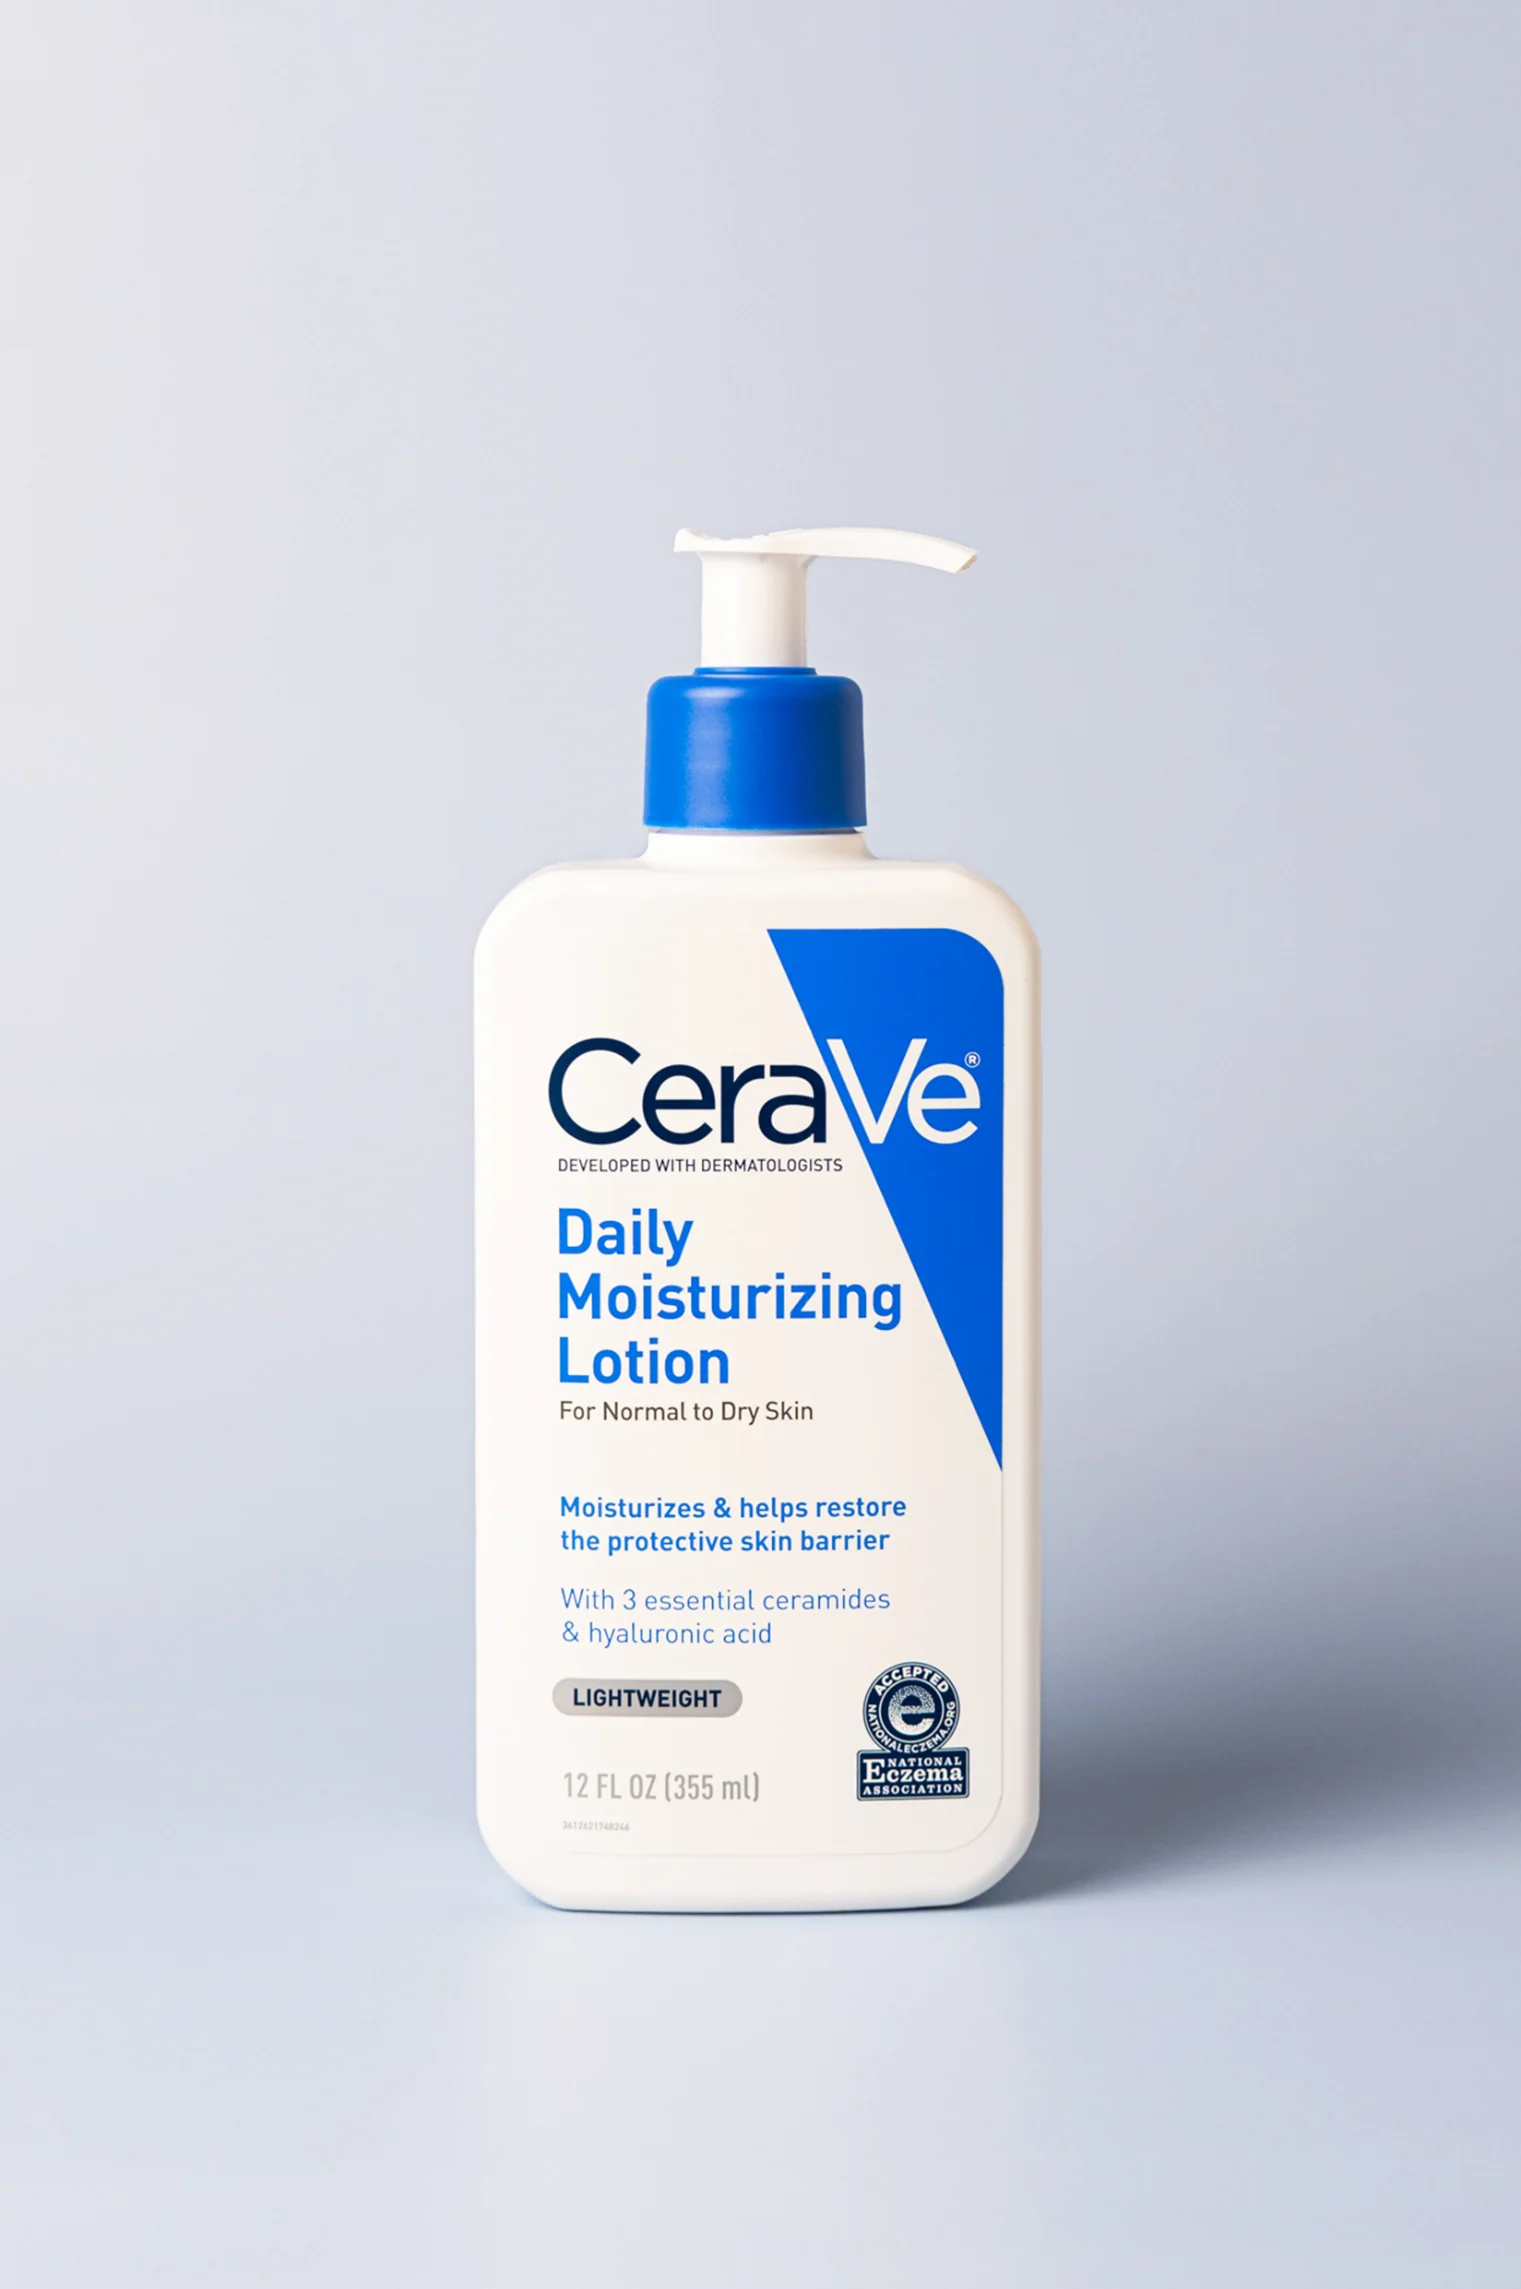 CeraVe®
DEVELOPED WITH DERMATOLOGISTS
Daily
Moisturizing
Lotion
For Normal to Dry Skin
Moisturizes & helps restore
the protective skin barrier
With 3 essential ceramides
& hyaluronic acid
LIGHTWEIGHT
ACCEPTED
NATIONALECZEMA.ORG
e
NATIONAL
Eczema
ASSOCIATION
12 FL OZ (355 ml)
3612621748246